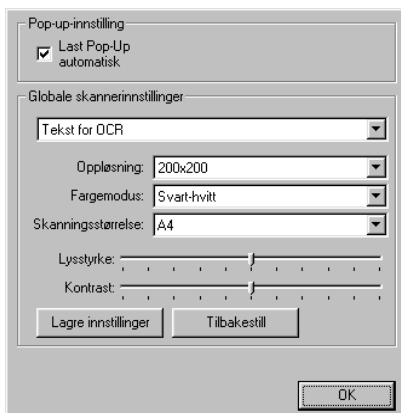 Pop-up-innstilling
Last Pop-Up
automatisk
Globale skannerinnstillinger
Tekst for OCR
Oppløsning: 200x200
Fargemodus: Svart-hvitt
Skanningsstørrelse: A4
Lysstyrke:
Kontrast:
Lagre innstillinger Tilbakestill
OK